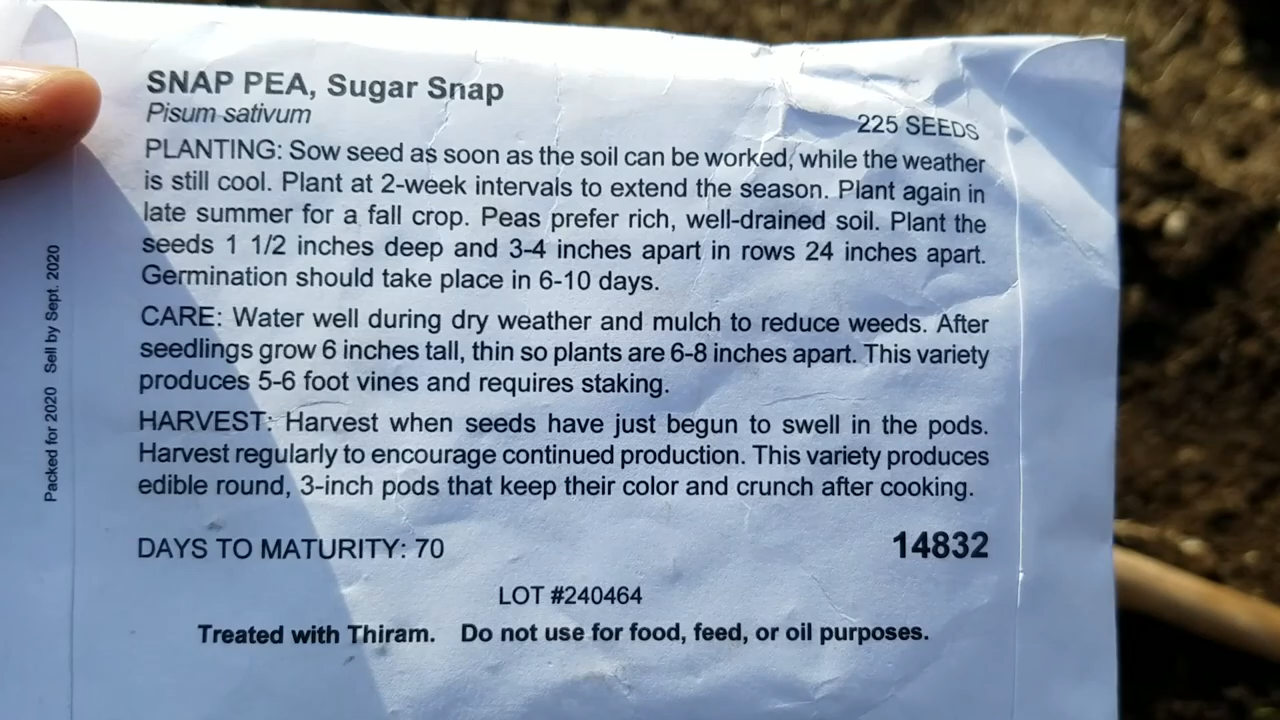 SNAP PEA, Sugar Snap
Pisum sativum
225 SEEDS
PLANTING: Sow seed as soon as the soil can be worked, while the weather
is still cool. Plant at 2-week intervals to extend the season. Plant again in
late summer for a fall crop. Peas prefer rich, well-drained soil. Plant the
seeds 1 1/2 inches deep and 3-4 inches apart in rows 24 inches apart.
Germination should take place in 6-10 days.
CARE: Water well during dry weather and mulch to reduce weeds. After
seedlings grow 6 inches tall, thin so plants are 6-8 inches apart. This variety
produces 5-6 foot vines and requires staking.
HARVEST: Harvest when seeds have just begun to swell in the pods.
Harvest regularly to encourage continued production. This variety produces
edible round, 3-inch pods that keep their color and crunch after cooking.
DAYS TO MATURITY: 70
14832
LOT #240464
Treated with Thiram. Do not use for food, feed, or oil purposes.
Packed for 2020 Sell by Sept. 2020